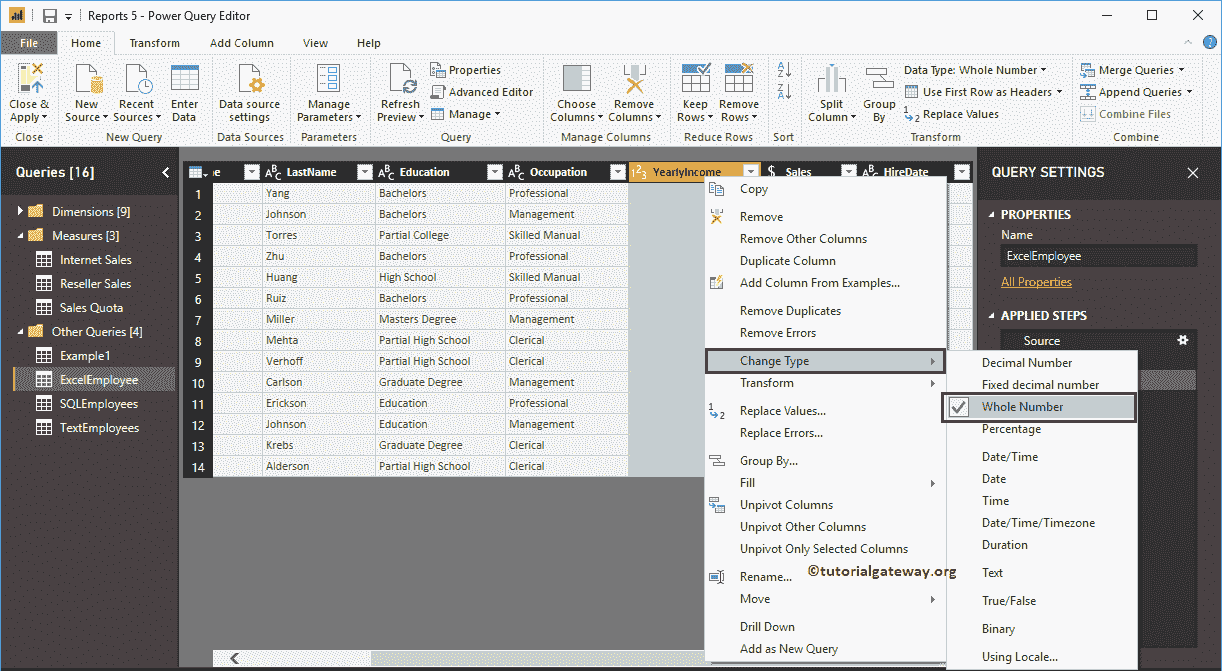 Reports 5 - Power Query Editor
File Home Transform Add Column View Help
Close & Apply
New Source
Recent Sources
Enter Data
Data source settings
Manage Parameters
Refresh Preview
Properties
Advanced Editor
Manage
Choose Columns
Remove Columns
Keep Rows
Remove Rows
Split Column
Group By
Data Type: Whole Number
Use First Row as Headers
Replace Values
Merge Queries
Append Queries
Combine Files
Close New Query Data Sources Parameters Query Manage Columns Reduce Rows Sort Transform Combine
Queries [16]
Dimensions [9]
Measures [3]
Internet Sales
Reseller Sales
Sales Quota
Other Queries [4]
Example1
ExcelEmployee
SQLEmployees
TextEmployees
e LastName Education Occupation YearlyIncome Sales HireDate
1 Yang Bachelors Professional
2 Johnson Bachelors Management
3 Torres Partial College Skilled Manual
4 Zhu Bachelors Professional
5 Huang High School Skilled Manual
6 Ruiz Bachelors Professional
7 Miller Masters Degree Management
8 Mehta Partial High School Clerical
9 Verhoff Partial High School Clerical
10 Carlson Graduate Degree Management
11 Erickson Education Professional
12 Johnson Education Management
13 Krebs Graduate Degree Clerical
14 Alderson Partial High School Clerical
Copy
Remove
Remove Other Columns
Duplicate Column
Add Column From Examples...
Remove Duplicates
Remove Errors
Change Type
Transform
Replace Values...
Replace Errors...
Group By...
Fill
Unpivot Columns
Unpivot Other Columns
Unpivot Only Selected Columns
Rename...
Move
Drill Down
Add as New Query
©tutorialgateway.org
Decimal Number
Fixed decimal number
Whole Number
Percentage
Date/Time
Date
Time
Date/Time/Timezone
Duration
Text
True/False
Binary
Using Locale...
QUERY SETTINGS
PROPERTIES
Name
ExcelEmployee
All Properties
APPLIED STEPS
Source